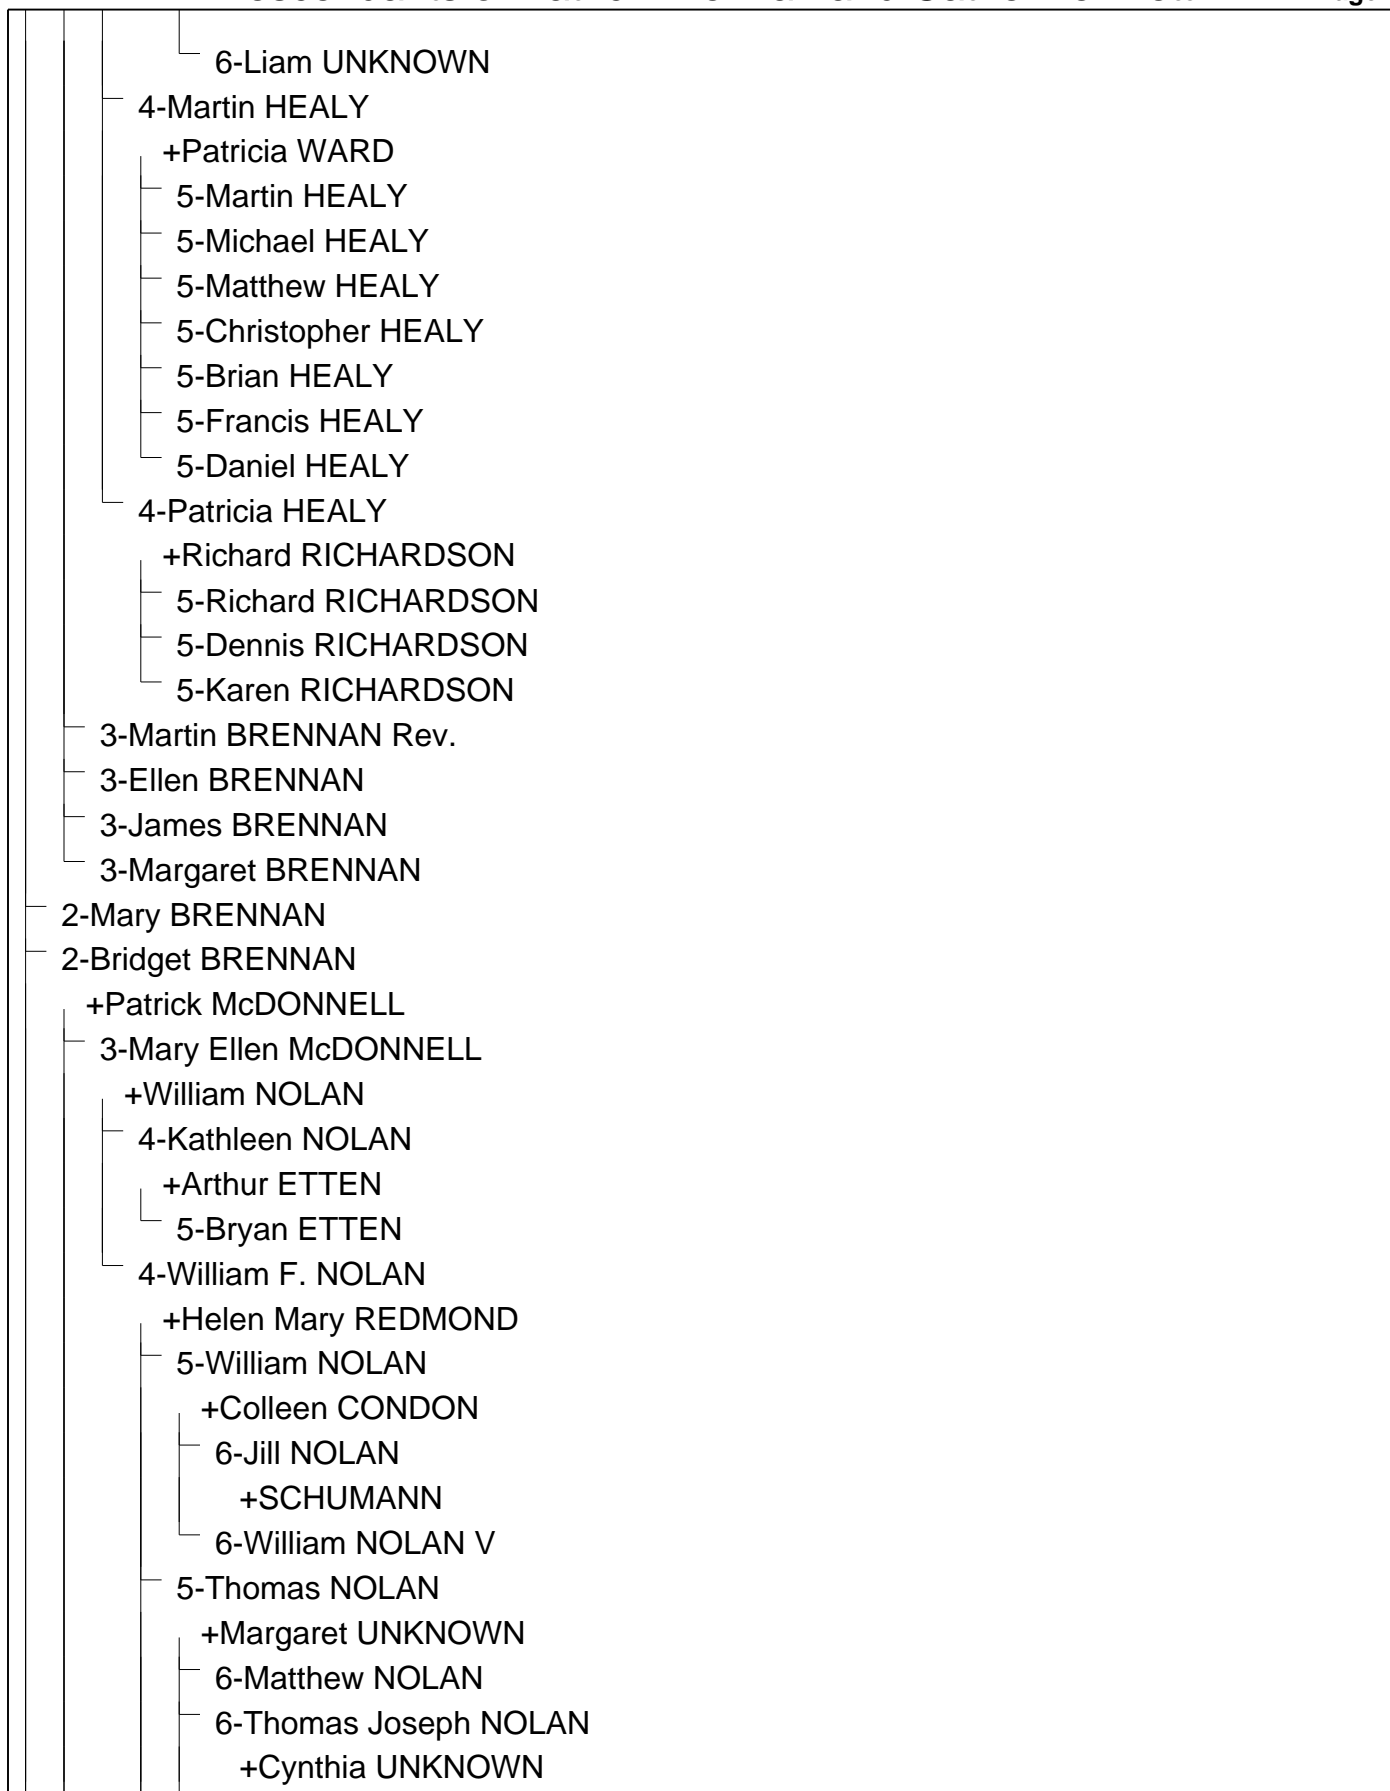 6-Liam UNKNOWN
4-Martin HEALY
+Patricia WARD
5-Martin HEALY
5-Michael HEALY
5-Matthew HEALY
5-Christopher HEALY
5-Brian HEALY
5-Francis HEALY
5-Daniel HEALY
4-Patricia HEALY
+Richard RICHARDSON
5-Richard RICHARDSON
5-Dennis RICHARDSON
5-Karen RICHARDSON
3-Martin BRENNAN Rev.
3-Ellen BRENNAN
3-James BRENNAN
3-Margaret BRENNAN
2-Mary BRENNAN
2-Bridget BRENNAN
+Patrick McDONNELL
3-Mary Ellen McDONNELL
+William NOLAN
4-Kathleen NOLAN
+Arthur ETTEN
5-Bryan ETTEN
4-William F. NOLAN
+Helen Mary REDMOND
5-William NOLAN
+Colleen CONDON
6-Jill NOLAN
+SCHUMANN
6-William NOLAN V
5-Thomas NOLAN
+Margaret UNKNOWN
6-Matthew NOLAN
6-Thomas Joseph NOLAN
+Cynthia UNKNOWN